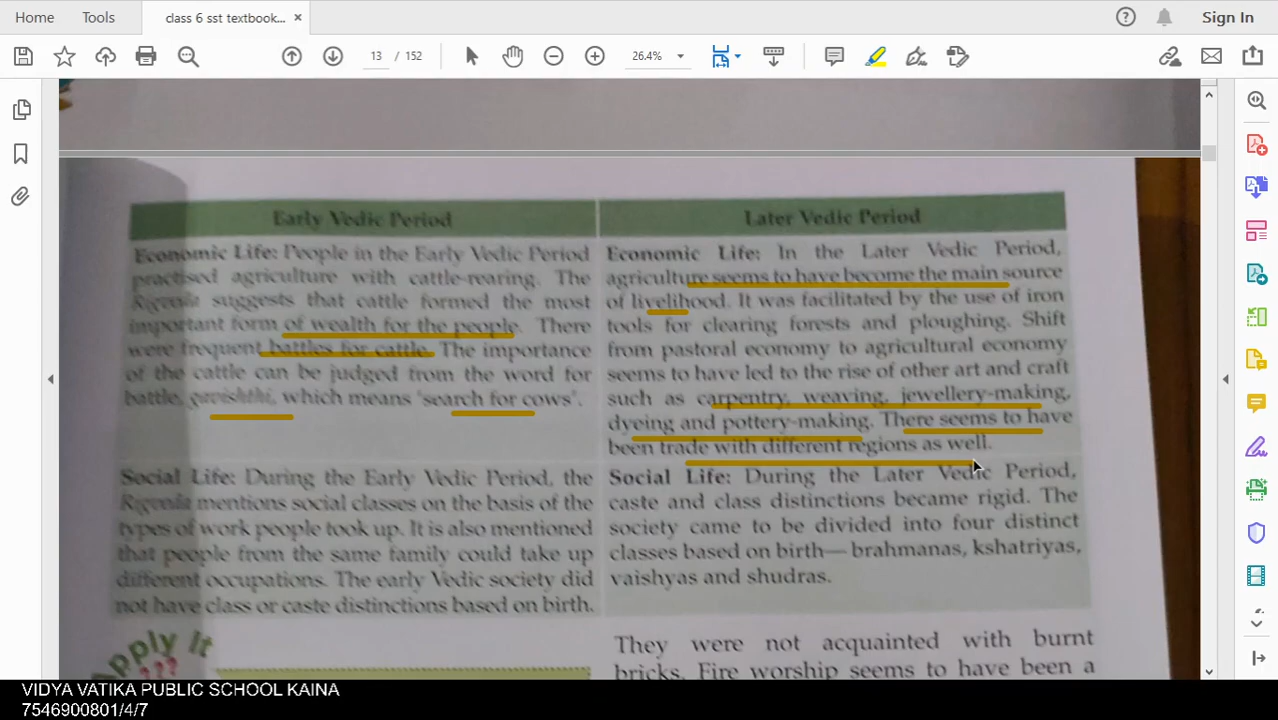 Home
Tools
class 6 sst textbook...
×
Sign In
13 / 152
26.4%
Early Vedic Period
Economic Life: People in the Early Vedic Period
practised agriculture with cattle-rearing. The
Rigveda suggests that cattle formed the most
important form of wealth for the people. There
were frequent battles for cattle. The importance
of the cattle can be judged from the word for
battle, gavishthi, which means 'search for cows'.
Social Life: During the Early Vedic Period, the
Rigveda mentions social classes on the basis of the
types of work people took up. It is also mentioned
that people from the same family could take up
different occupations. The early Vedic society did
not have class or caste distinctions based on birth.
Later Vedic Period
Economic Life: In the Later Vedic Period,
agriculture seems to have become the main source
of livelihood. It was facilitated by the use of iron
tools for clearing forests and ploughing. Shift
from pastoral economy to agricultural economy
seems to have led to the rise of other art and craft
such as carpentry, weaving, jewellery-making,
dyeing and pottery-making. There seems to have
been trade with different regions as well.
Social Life: During the Later Vedic Period,
caste and class distinctions became rigid. The
society came to be divided into four distinct
classes based on birth— brahmanas, kshatriyas,
vaishyas and shudras.
Apply It
???
They were not acquainted with burnt
bricks. Fire worship seems to have been a
VIDYA VATIKA PUBLIC SCHOOL KAINA
7546900801/4/7